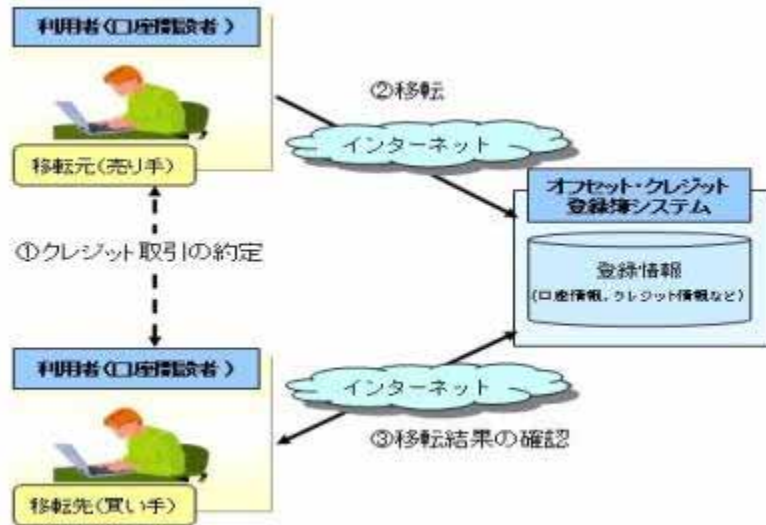 利用者(口座開設者)
移転元(売り手)
②移転
インターネット
オフセット・クレジット
登録簿システム
登録情報
(口座情報、クレジット情報など)
①クレジット取引の約定
利用者(口座開設者)
移転先(買い手)
インターネット
③移転結果の確認